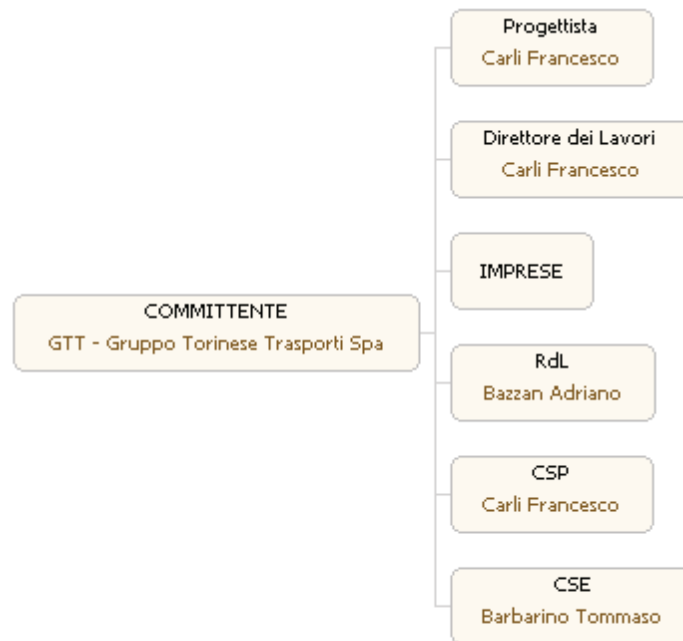 Progettista
Carli Francesco
Direttore dei Lavori
Carli Francesco
IMPRESE
COMMITTENTE
GTT - Gruppo Torinese Trasporti Spa
RdL
Bazzan Adriano
CSP
Carli Francesco
CSE
Barbarino Tommaso